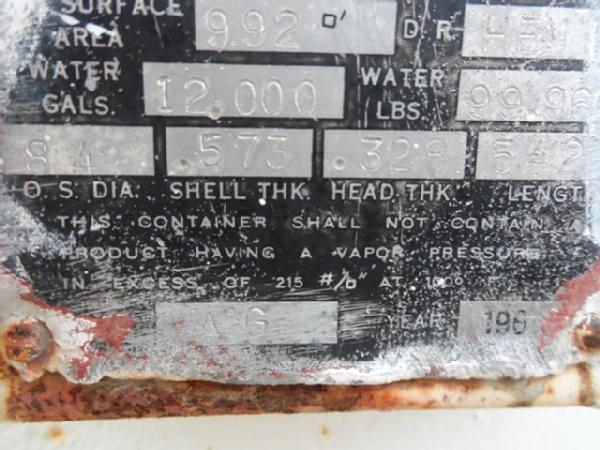 SURFACE
AREA 992 □' D.R.
WATER
GALS. 12,000 WATER
LBS.
84 .573 .328 542
O. S. DIA. SHELL THK. HEAD THK.
THIS CONTAINER SHALL NOT CONTAIN A
PRODUCT HAVING A VAPOR PRESSURE
IN EXCESS OF 215 #/□" AT 100° F.
YEAR 196